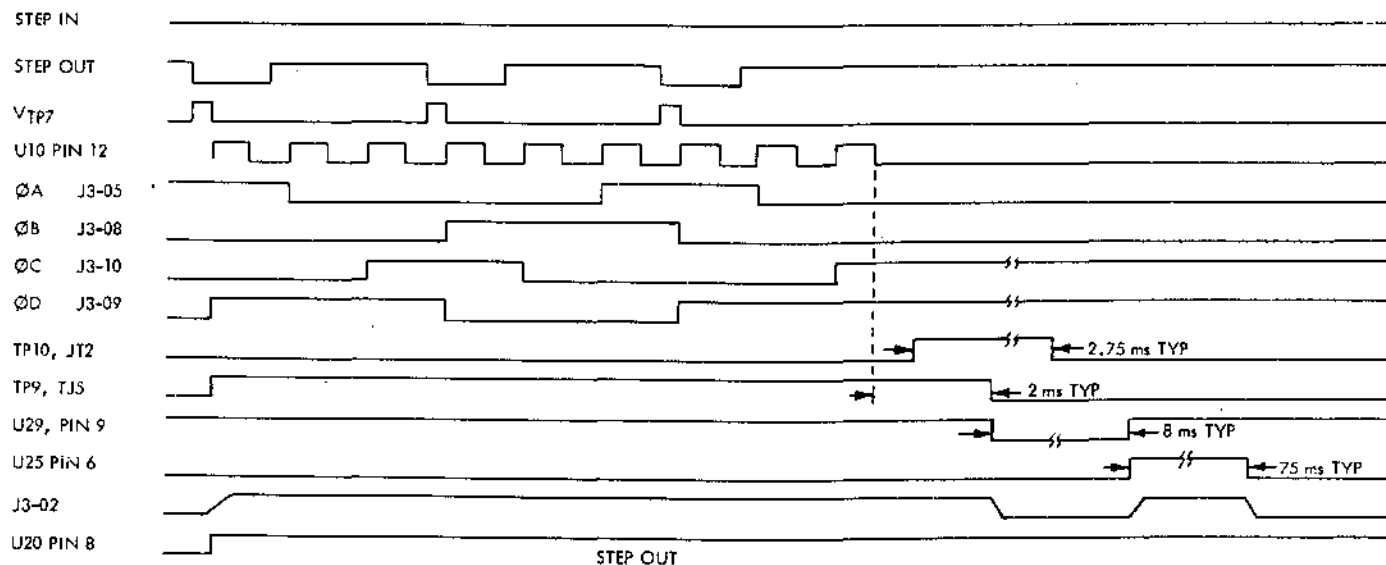 STEP IN
STEP OUT
VTP7
U10 PIN 12
ØA J3-05
ØB J3-08
ØC J3-10
ØD J3-09
TP10, JT2
2.75 ms TYP
TP9, TJ5
2 ms TYP
U29, PIN 9
8 ms TYP
U25 PIN 6
75 ms TYP
J3-02
U20 PIN 8
STEP OUT